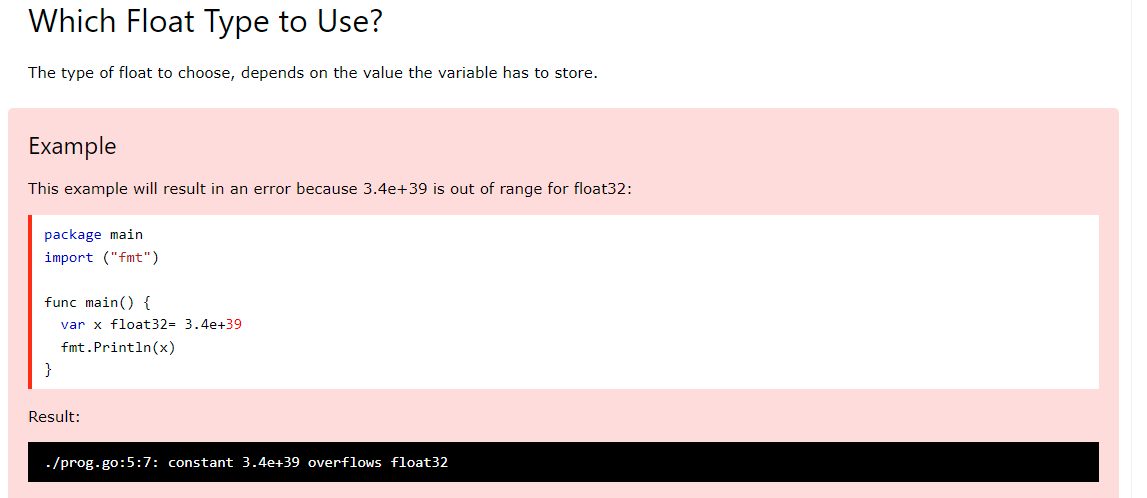 Which Float Type to Use?
The type of float to choose, depends on the value the variable has to store.
Example
This example will result in an error because 3.4e+39 is out of range for float32:
package main
import ("fmt")
func main() {
  var x float32= 3.4e+39
  fmt.Println(x)
}
Result:
./prog.go:5:7: constant 3.4e+39 overflows float32